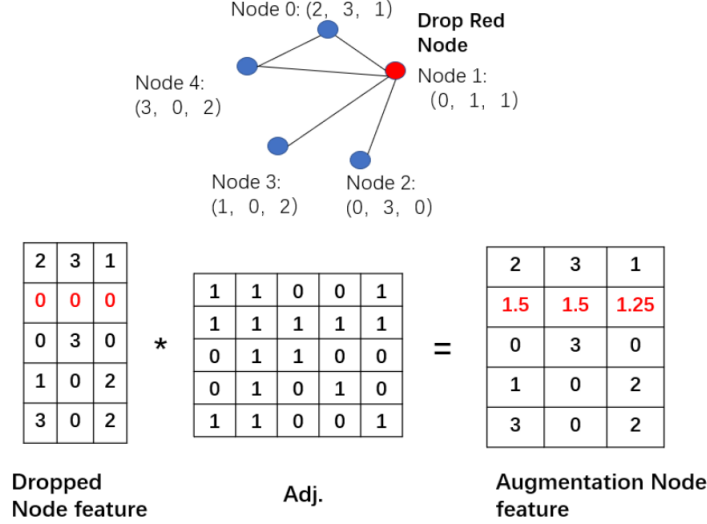 Node 0: (2, 3, 1)
Drop Red
Node
Node 4:
(3, 0, 2)
Node 1:
(0, 1, 1)
Node 3:
(1, 0, 2)
Node 2:
(0, 3, 0)
2 3 1
0 0 0
0 3 0
1 0 2
3 0 2
*
1 1 0 0 1
1 1 1 1 1
0 1 1 0 0
0 1 0 1 0
1 1 0 0 1
=
2 3 1
1.5 1.5 1.25
0 3 0
1 0 2
3 0 2
Dropped
Node feature
Adj.
Augmentation Node
feature